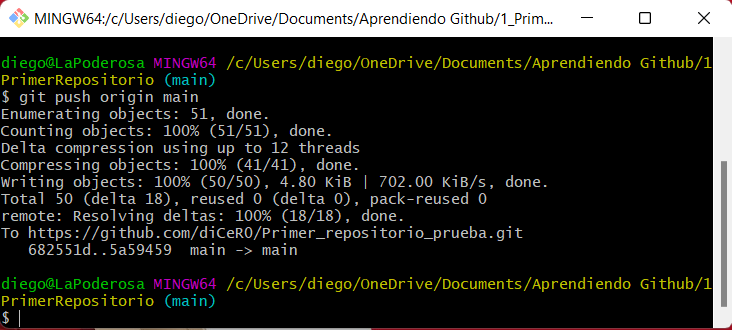 MINGW64:/c/Users/diego/OneDrive/Documents/Aprendiendo Github/1_Prim...
diego@LaPoderosa MINGW64 /c/Users/diego/OneDrive/Documents/Aprendiendo Github/1
PrimerRepositorio (main)
$ git push origin main
Enumerating objects: 51, done.
Counting objects: 100% (51/51), done.
Delta compression using up to 12 threads
Compressing objects: 100% (41/41), done.
Writing objects: 100% (50/50), 4.80 KiB | 702.00 KiB/s, done.
Total 50 (delta 18), reused 0 (delta 0), pack-reused 0
remote: Resolving deltas: 100% (18/18), done.
To https://github.com/diCeR0/Primer_repositorio_prueba.git
   682551d..5a59459  main -> main
diego@LaPoderosa MINGW64 /c/Users/diego/OneDrive/Documents/Aprendiendo Github/1
PrimerRepositorio (main)
$